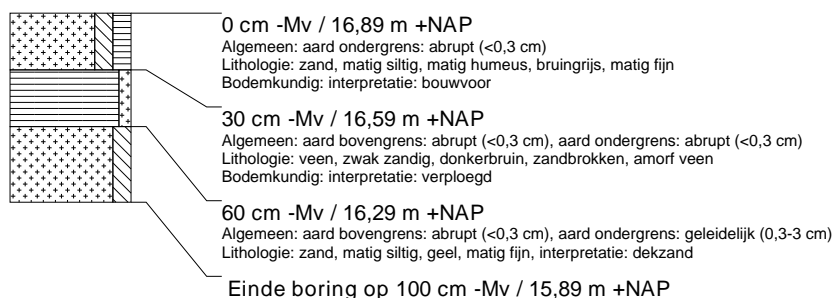 0 cm -Mv / 16,89 m +NAP
Algemeen: aard ondergrens: abrupt (<0,3 cm)
Lithologie: zand, matig siltig, matig humeus, bruingrijs, matig fijn
Bodemkundig: interpretatie: bouwvoor
30 cm -Mv / 16,59 m +NAP
Algemeen: aard bovengrens: abrupt (<0,3 cm), aard ondergrens: abrupt (<0,3 cm)
Lithologie: veen, zwak zandig, donkerbruin, zandbrokken, amorf veen
Bodemkundig: interpretatie: verploegd
60 cm -Mv / 16,29 m +NAP
Algemeen: aard bovengrens: abrupt (<0,3 cm), aard ondergrens: geleidelijk (0,3-3 cm)
Lithologie: zand, matig siltig, geel, matig fijn, interpretatie: dekzand
Einde boring op 100 cm -Mv / 15,89 m +NAP